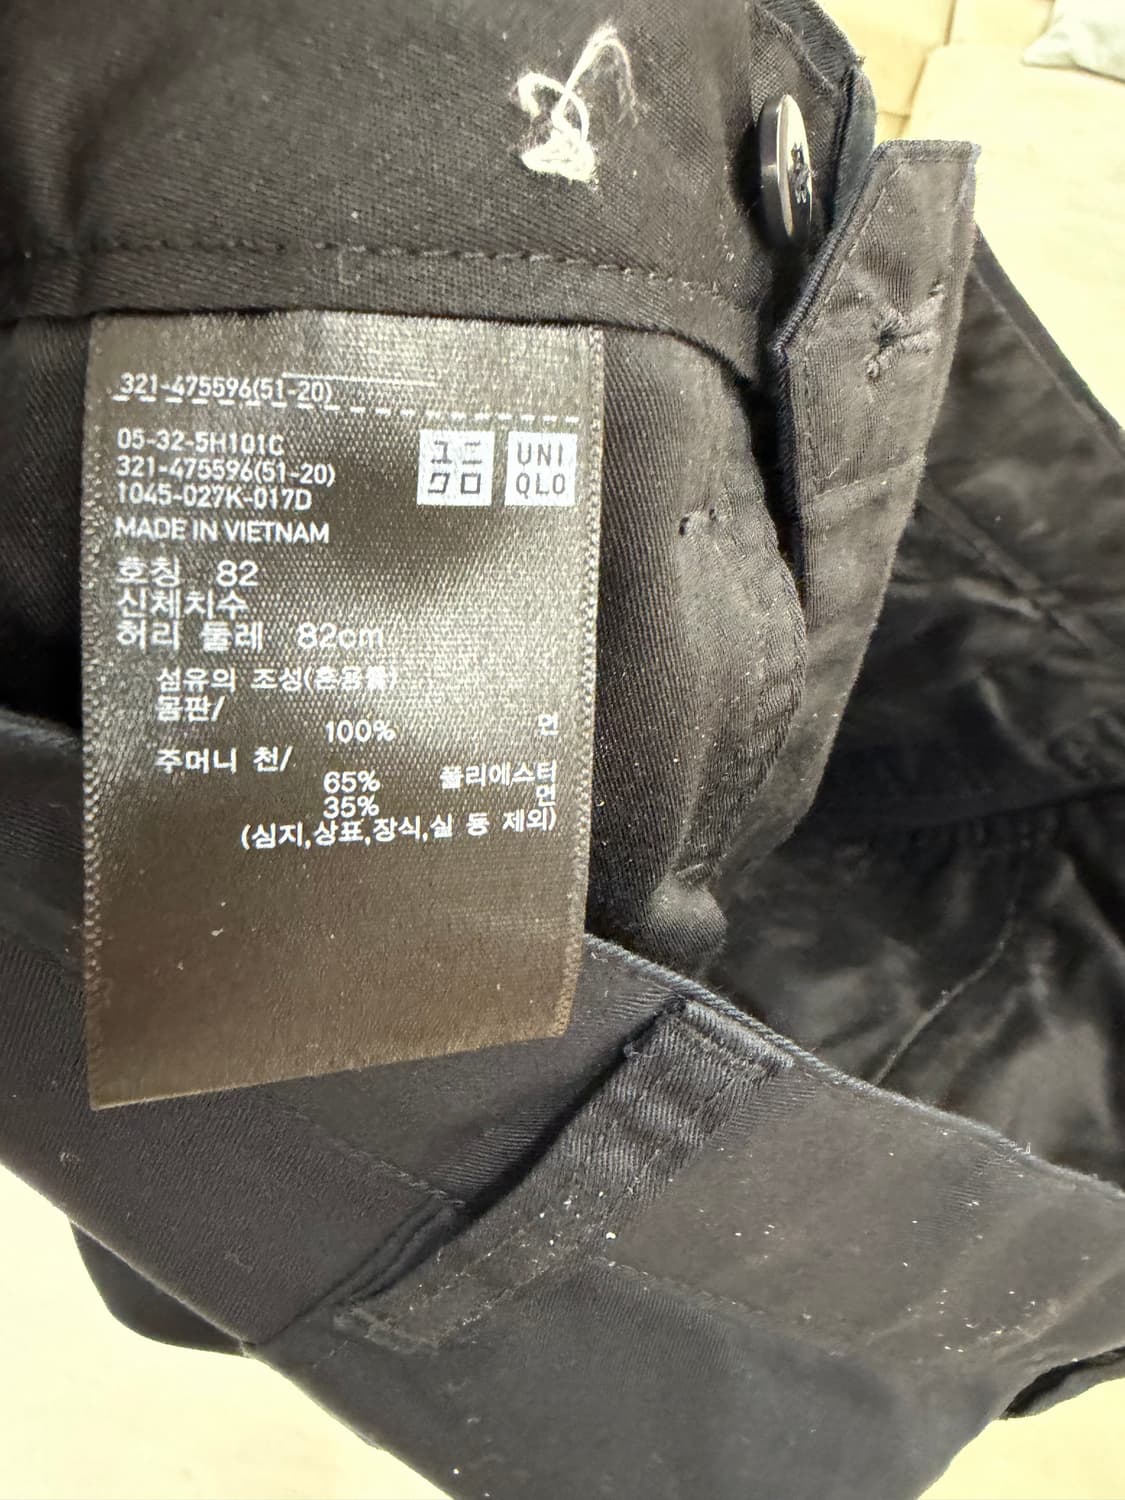 321-475596(51-20)
05-32-5H101C
321-475596(51-20)
1045-027K-017D
MADE IN VIETNAM
ユニ
クロ
UNI
QLO
호칭 82
신체치수
허리 둘레 82cm
섬유의 조성(혼용률)
몸판/
100% 면
주머니 천/
65% 폴리에스터
35% 면
(심지,상표,장식,실 등 제외)